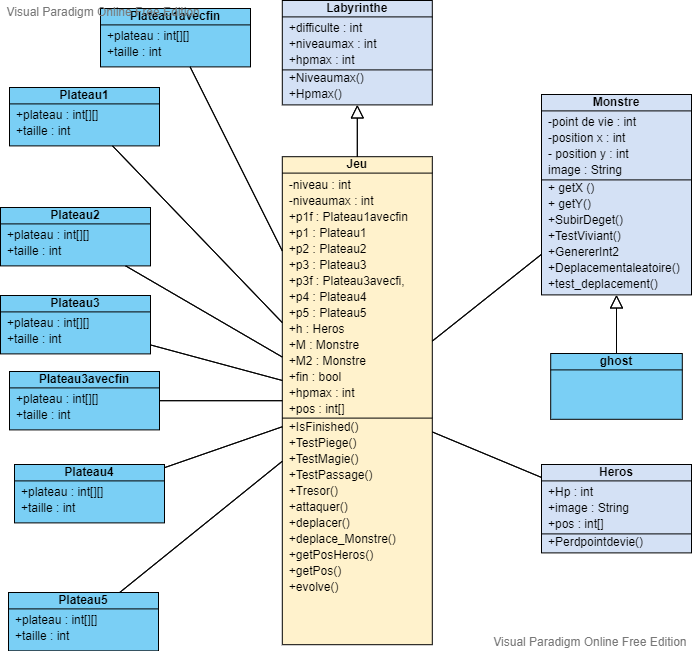 Visual Paradigm Online Free Edition
Plateau1avecfin
+plateau : int[][]
+taille : int
Plateau1
+plateau : int[][]
+taille : int
Plateau2
+plateau : int[][]
+taille : int
Plateau3
+plateau : int[][]
+taille : int
Plateau3avecfin
+plateau : int[][]
+taille : int
Plateau4
+plateau : int[][]
+taille : int
Plateau5
+plateau : int[][]
+taille : int
Labyrinthe
+difficulte : int
+niveaumax : int
+hpmax : int
+Niveaumax()
+Hpmax()
Jeu
-niveau : int
-niveaumax : int
+p1f : Plateau1avecfin
+p1 : Plateau1
+p2 : Plateau2
+p3 : Plateau3
+p3f : Plateau3avecfi,
+p4 : Plateau4
+p5 : Plateau5
+h : Heros
+M : Monstre
+M2 : Monstre
+fin : bool
+hpmax : int
+pos : int[]
+IsFinished()
+TestPiege()
+TestMagie()
+TestPassage()
+Tresor()
+attaquer()
+deplacer()
+deplace_Monstre()
+getPosHeros()
+getPos()
+evolve()
Monstre
-point de vie : int
-position x : int
- position y : int
image : String
+ getX ()
+ getY()
+SubirDeget()
+TestViviant()
+GenererInt2
+Deplacementaleatoire()
+test_deplacement()
ghost
Heros
+Hp : int
+image : String
+pos : int[]
+Perdpointdevie()
Visual Paradigm Online Free Edition